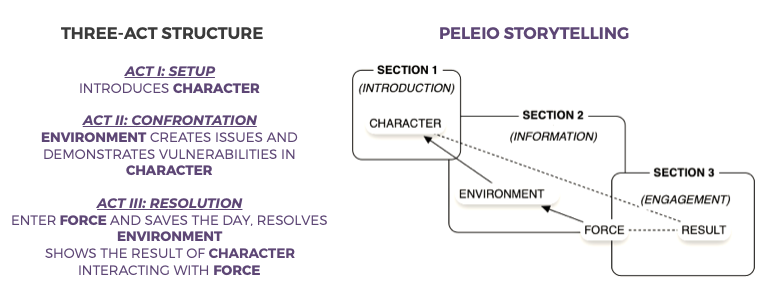 THREE-ACT STRUCTURE
ACT I: SETUP
INTRODUCES CHARACTER
ACT II: CONFRONTATION
ENVIRONMENT CREATES ISSUES AND
DEMONSTRATES VULNERABILITIES IN
CHARACTER
ACT III: RESOLUTION
ENTER FORCE AND SAVES THE DAY, RESOLVES
ENVIRONMENT
SHOWS THE RESULT OF CHARACTER
INTERACTING WITH FORCE
PELEIO STORYTELLING
SECTION 1
(INTRODUCTION)
CHARACTER
SECTION 2
(INFORMATION)
ENVIRONMENT
SECTION 3
(ENGAGEMENT)
FORCE
RESULT